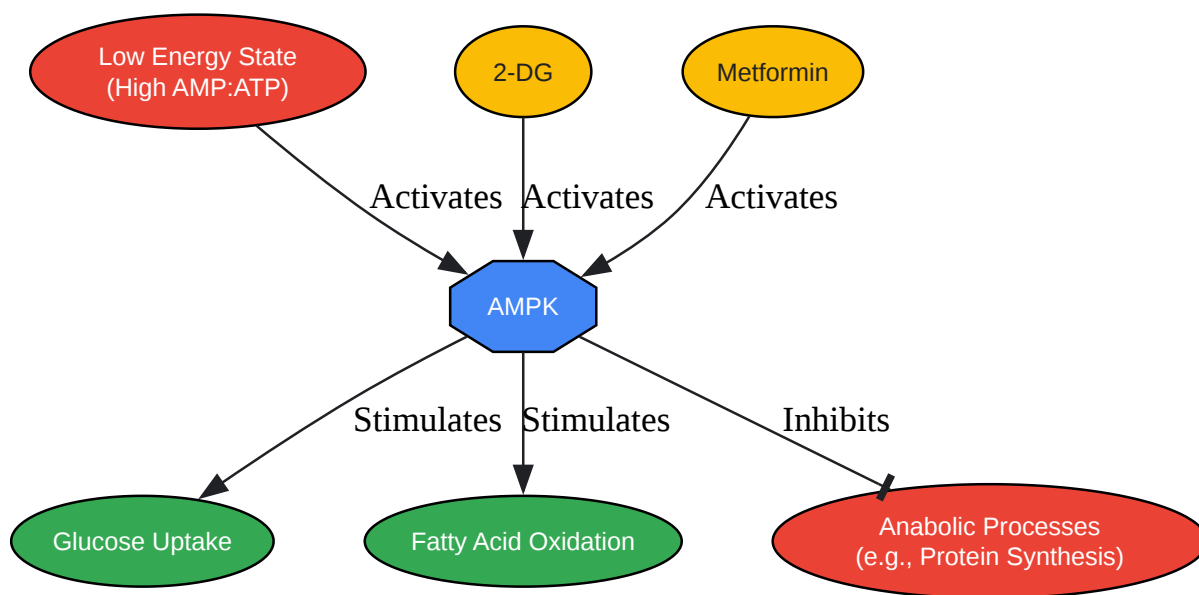 Low Energy State
(High AMP:ATP)
2-DG
Metformin
Activates
Activates
Activates
AMPK
Stimulates
Stimulates
Inhibits
Glucose Uptake
Fatty Acid Oxidation
Anabolic Processes
(e.g., Protein Synthesis)